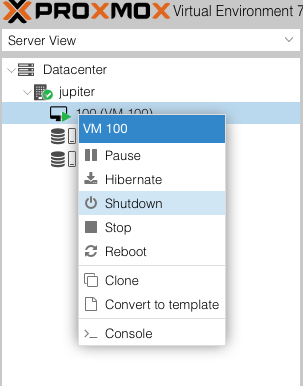 PROXMOX Virtual Environment 7
Server View
Datacenter
jupiter
100 (VM 100)
VM 100
Pause
Hibernate
Shutdown
Stop
Reboot
Clone
Convert to template
Console